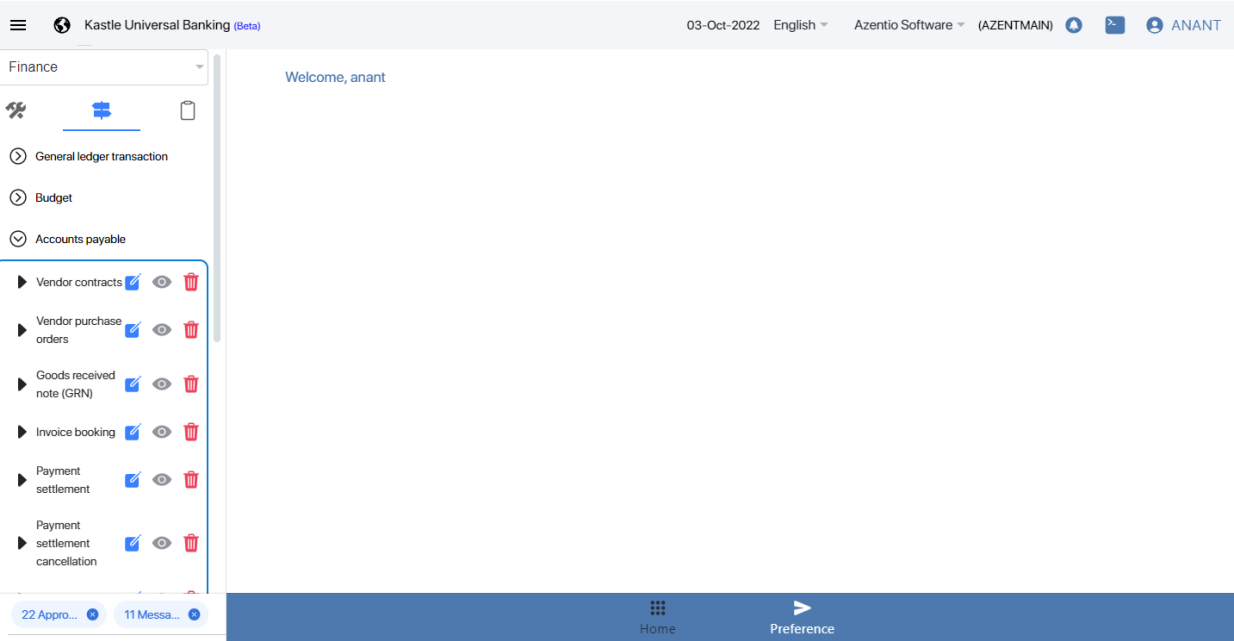 Kastle Universal Banking (Beta)
03-Oct-2022 English Azentio Software (AZENTMAIN) ANANT
Finance
Welcome, anant
General ledger transaction
Budget
Accounts payable
Vendor contracts
Vendor purchase
orders
Goods received
note (GRN)
Invoice booking
Payment
settlement
Payment
settlement
cancellation
22 Appro... 11 Messa...
Home
Preference